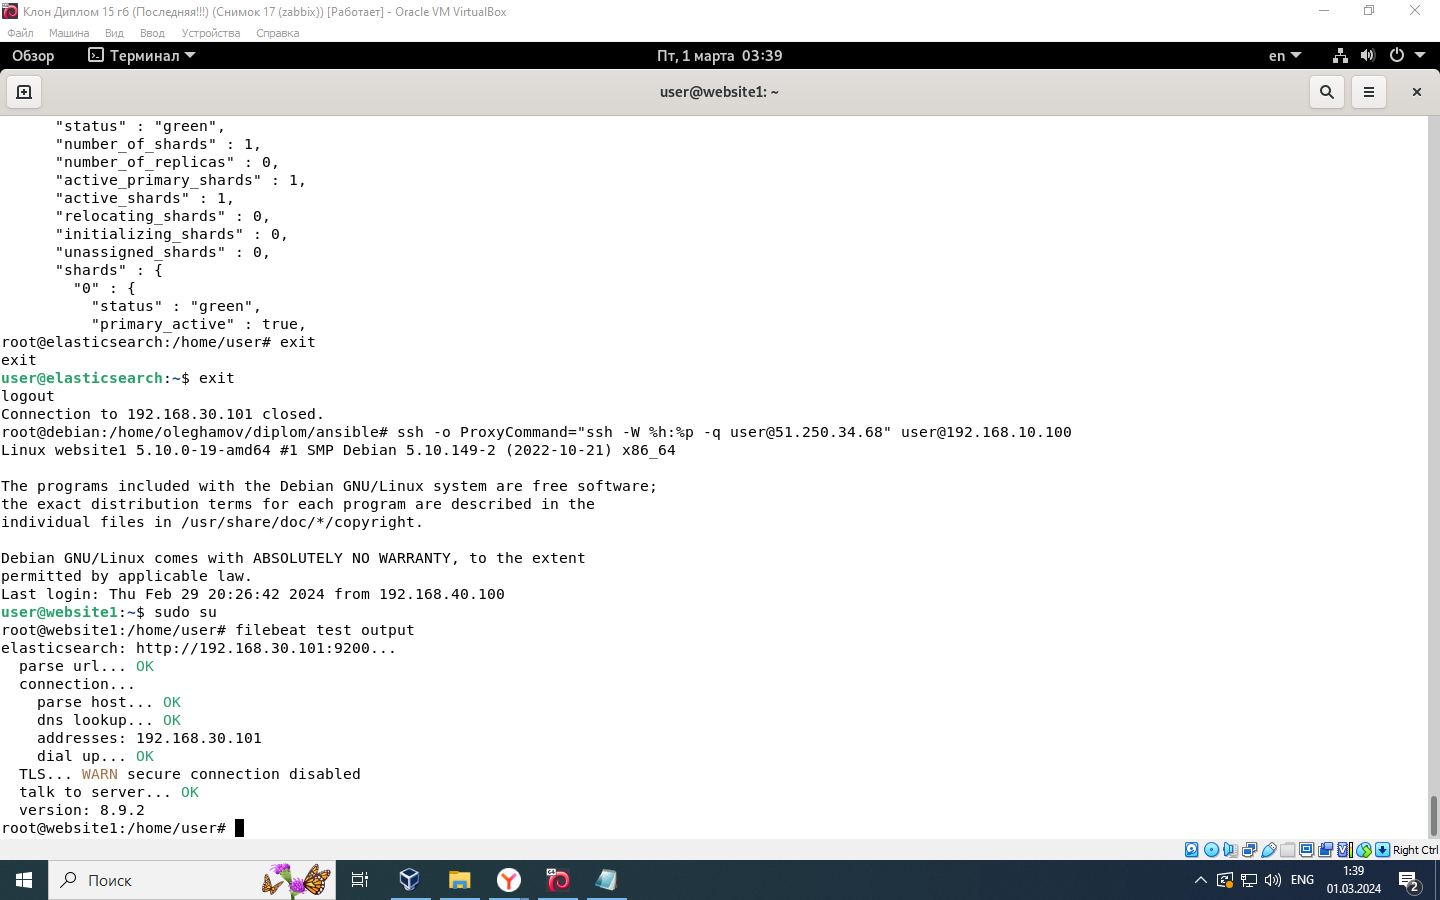 Клон Диплом 15 гб (Последняя!!!) (Снимок 17 (zabbix)) [Работает] - Oracle VM VirtualBox
Файл Машина Вид Ввод Устройства Справка
Обзор Терминал Пт, 1 марта 03:39 en
user@website1: ~
"status" : "green",
"number_of_shards" : 1,
"number_of_replicas" : 0,
"active_primary_shards" : 1,
"active_shards" : 1,
"relocating_shards" : 0,
"initializing_shards" : 0,
"unassigned_shards" : 0,
"shards" : {
"0" : {
"status" : "green",
"primary_active" : true,
root@elasticsearch:/home/user# exit
exit
user@elasticsearch:~$ exit
logout
Connection to 192.168.30.101 closed.
root@debian:/home/oleghamov/diplom/ansible# ssh -o ProxyCommand="ssh -W %h:%p -q user@51.250.34.68" user@192.168.10.100
Linux website1 5.10.0-19-amd64 #1 SMP Debian 5.10.149-2 (2022-10-21) x86_64
The programs included with the Debian GNU/Linux system are free software;
the exact distribution terms for each program are described in the
individual files in /usr/share/doc/*/copyright.
Debian GNU/Linux comes with ABSOLUTELY NO WARRANTY, to the extent
permitted by applicable law.
Last login: Thu Feb 29 20:26:42 2024 from 192.168.40.100
user@website1:~$ sudo su
root@website1:/home/user# filebeat test output
elasticsearch: http://192.168.30.101:9200...
parse url... OK
connection...
parse host... OK
dns lookup... OK
addresses: 192.168.30.101
dial up... OK
TLS... WARN secure connection disabled
talk to server... OK
version: 8.9.2
root@website1:/home/user#
Right Ctrl
Поиск ENG 1:39
01.03.2024 2